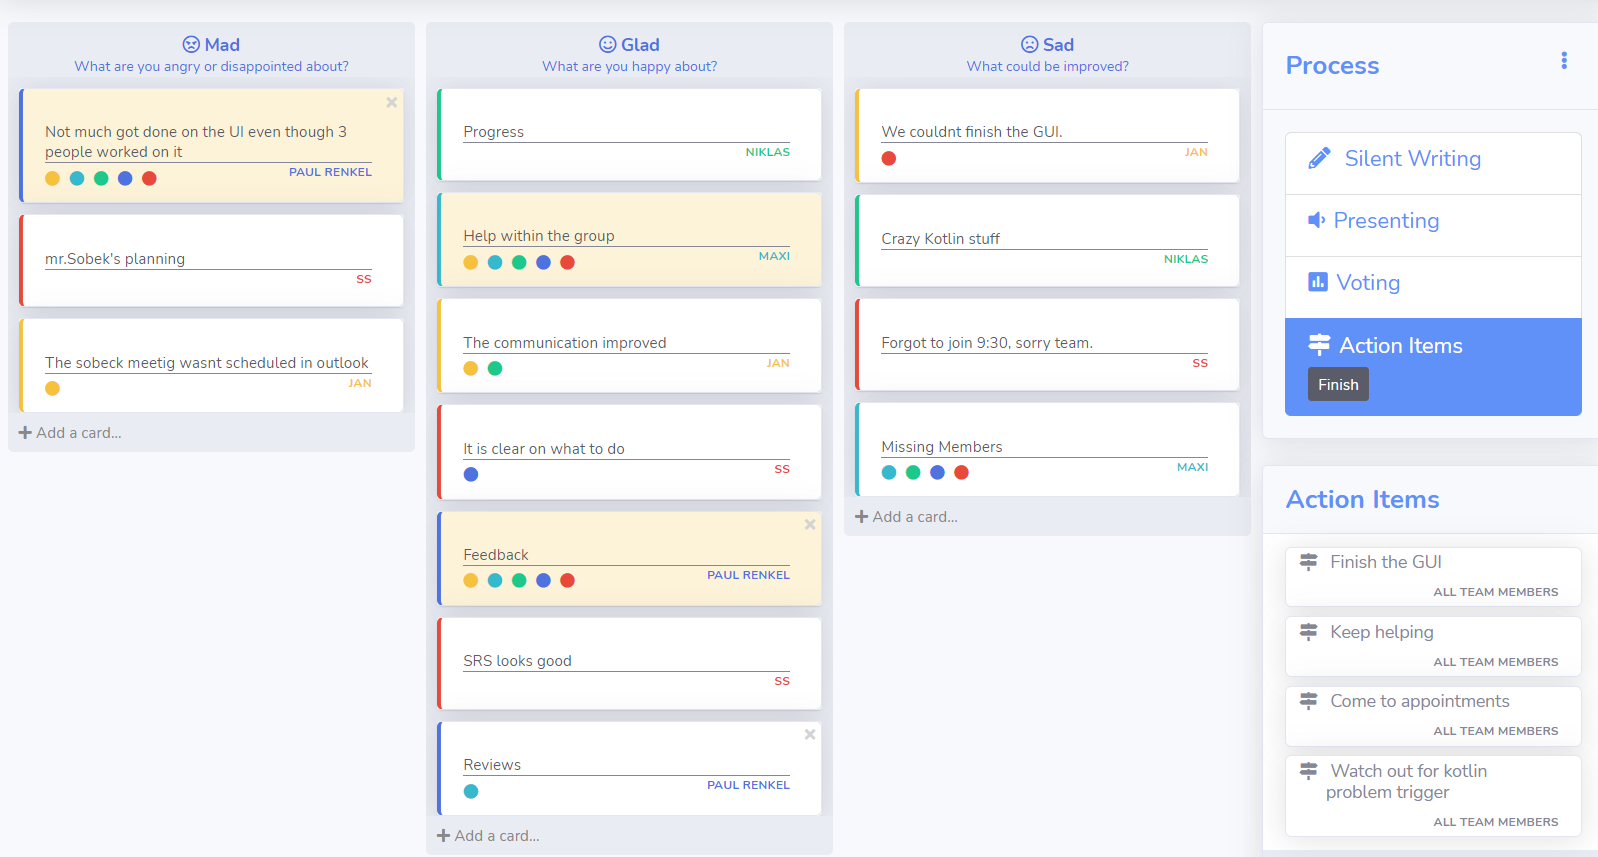 Mad
What are you angry or disappointed about?
Not much got done on the UI even though 3
people worked on it
PAUL RENKEL
mr.Sobek's planning
SS
The sobeck meetig wasnt scheduled in outlook
JAN
Add a card...
Glad
What are you happy about?
Progress
NIKLAS
Help within the group
MAXI
The communication improved
JAN
It is clear on what to do
SS
Feedback
PAUL RENKEL
SRS looks good
SS
Reviews
PAUL RENKEL
Add a card...
Sad
What could be improved?
We couldnt finish the GUI.
JAN
Crazy Kotlin stuff
NIKLAS
Forgot to join 9:30, sorry team.
SS
Missing Members
MAXI
Add a card...
Process
Silent Writing
Presenting
Voting
Action Items
Finish
Action Items
Finish the GUI
ALL TEAM MEMBERS
Keep helping
ALL TEAM MEMBERS
Come to appointments
ALL TEAM MEMBERS
Watch out for kotlin
problem trigger
ALL TEAM MEMBERS